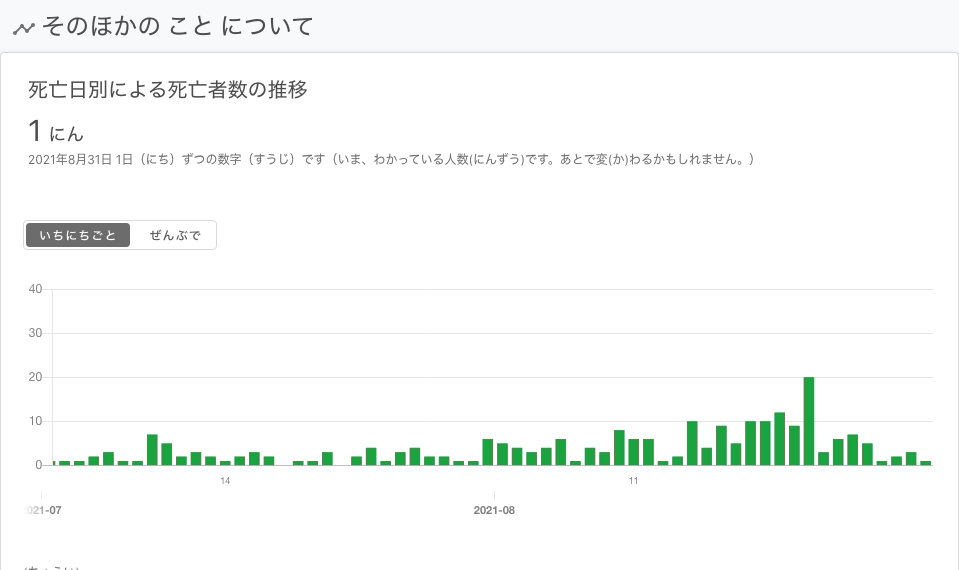 そのほかの こと について
死亡日別による死亡者数の推移
1 にん
2021年8月31日 1日（にち）ずつの数字（すうじ）です（いま、わかっている人数(にんずう)です。あとで変(か)わるかもしれません。）
いちにちごと ぜんぶで
40
30
20
10
0
14 11
2021-07 2021-08